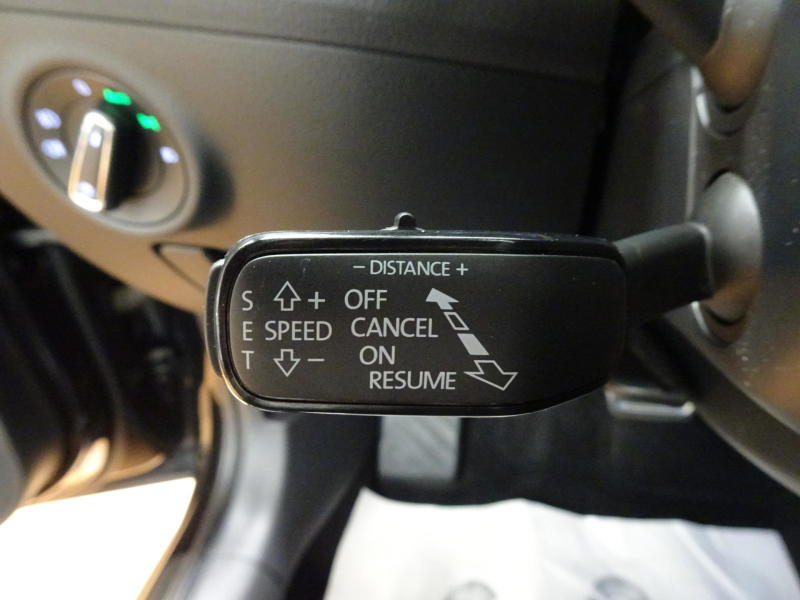 − DISTANCE +
S + OFF
E SPEED CANCEL
T − ON
RESUME